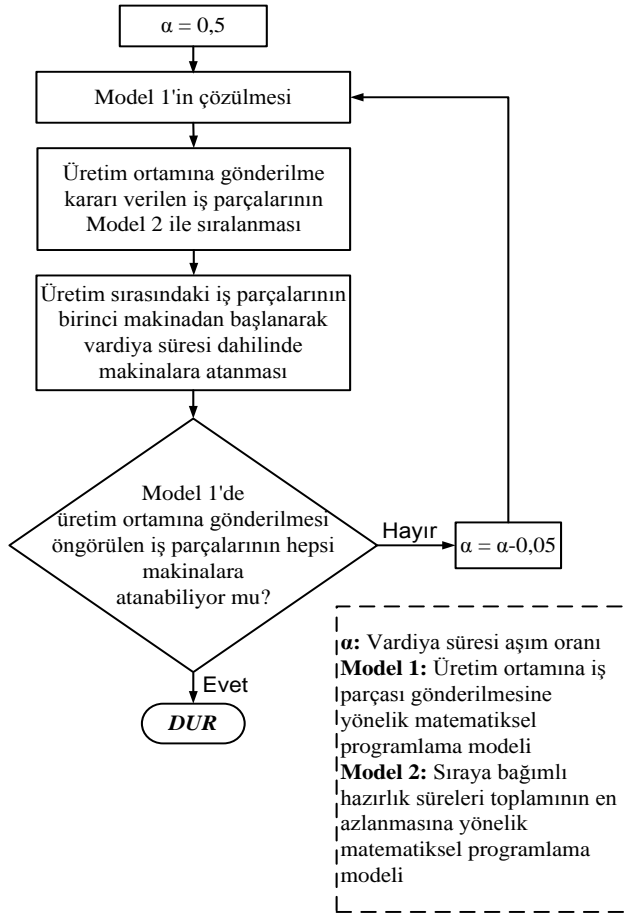 α = 0,5
Model 1'in çözülmesi
Üretim ortamına gönderilme
kararı verilen iş parçalarının
Model 2 ile sıralanması
Üretim sırasındaki iş parçalarının
birinci makinadan başlanarak
vardiya süresi dahilinde
makinalara atanması
Model 1'de
üretim ortamına gönderilmesi
öngörülen iş parçalarının hepsi
makinalara
atanabiliyor mu?
Hayır
α = α-0,05
Evet
DUR
α: Vardiya süresi aşım oranı
Model 1: Üretim ortamına iş
parçası gönderilmesine
yönelik matematiksel
programlama modeli
Model 2: Sıraya bağımlı
hazırlık süreleri toplamının en
azlanmasına yönelik
matematiksel programlama
modeli